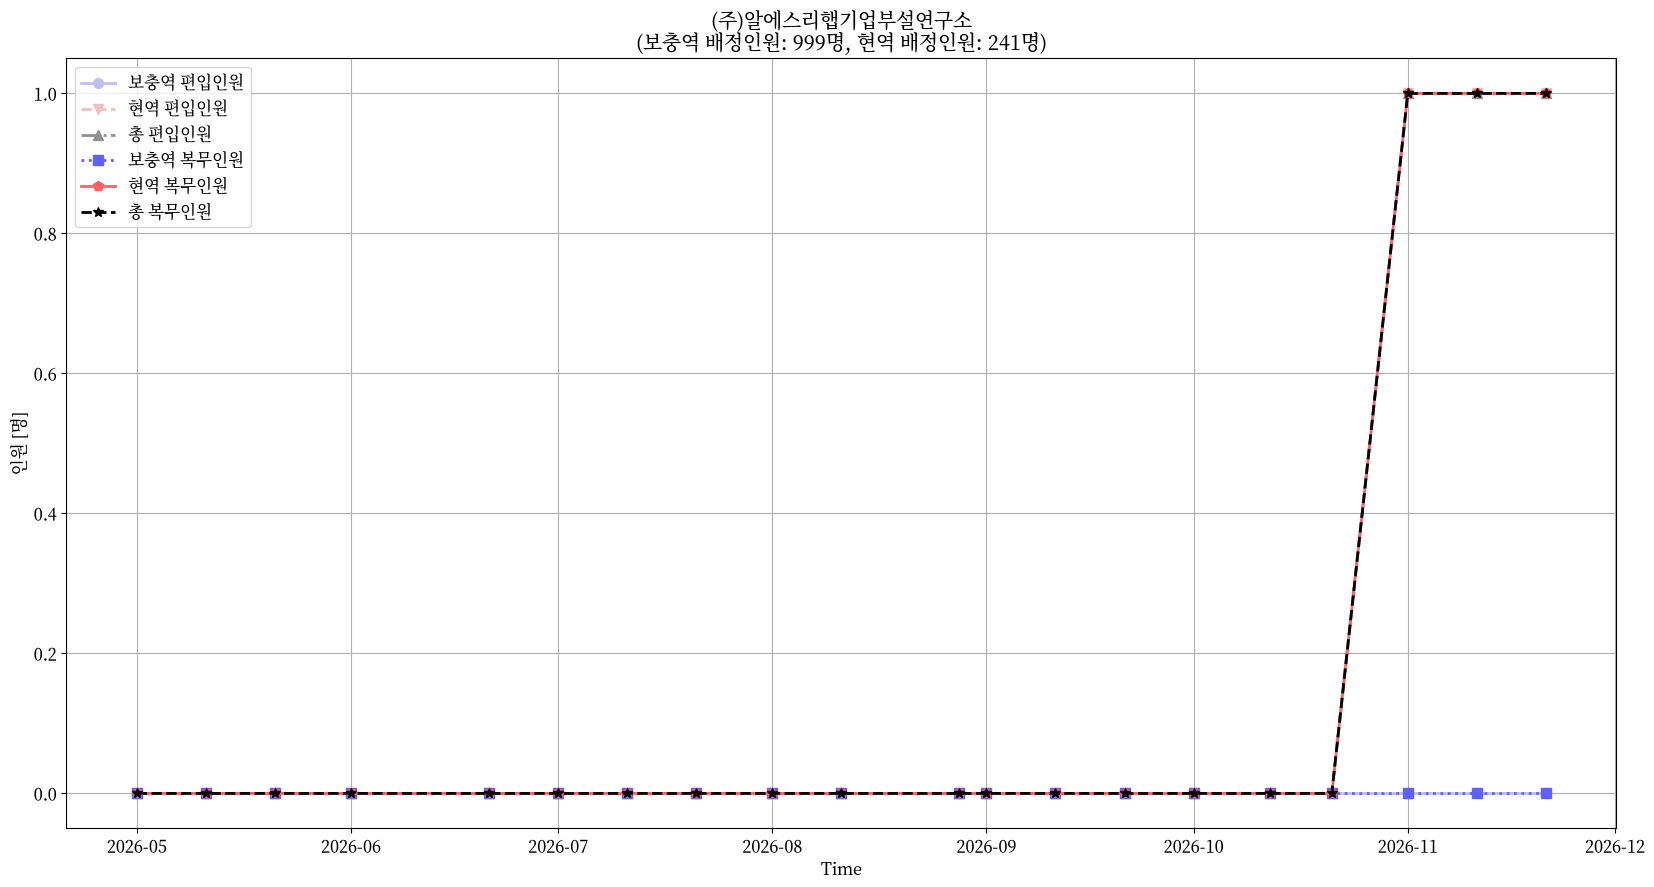 (주)알에스리햅기업부설연구소
(보충역 배정인원: 999명, 현역 배정인원: 241명)
보충역 편입인원
현역 편입인원
총 편입인원
보충역 복무인원
현역 복무인원
총 복무인원
1.0
0.8
0.6
0.4
0.2
0.0
인원 [명]
2026-05 2026-06 2026-07 2026-08 2026-09 2026-10 2026-11 2026-12
Time